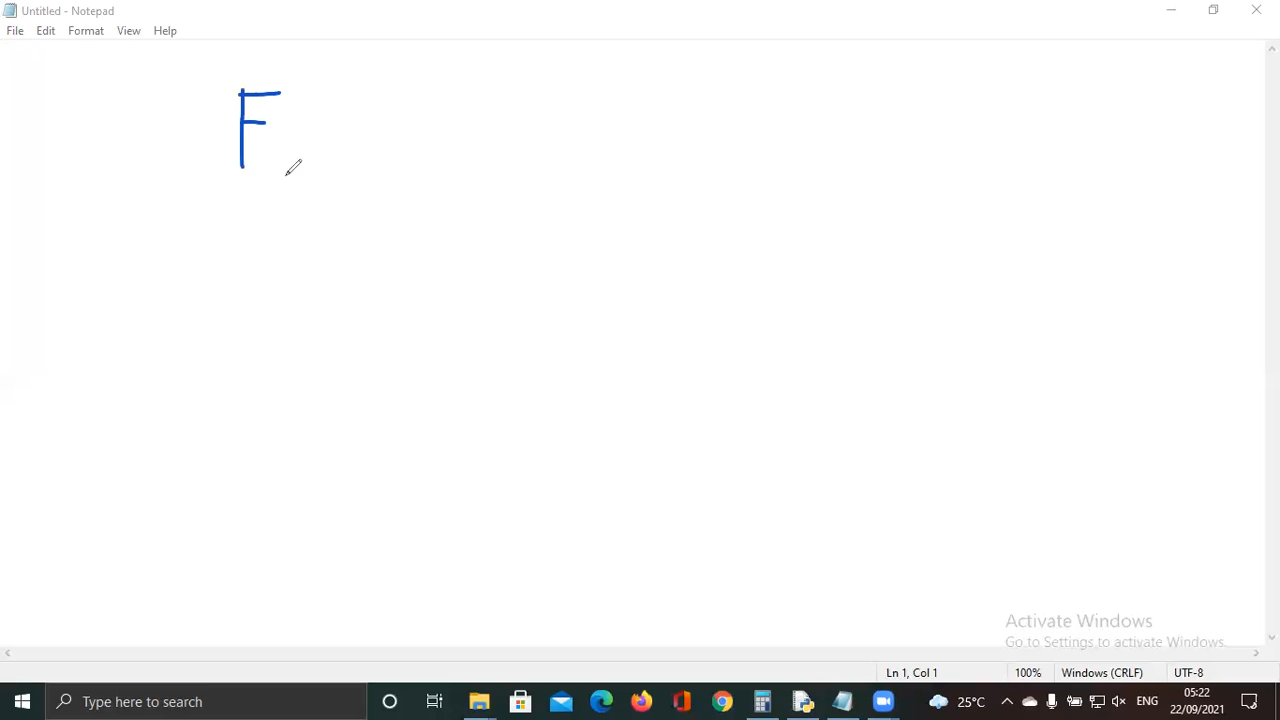 Untitled - Notepad
File Edit Format View Help
F
Activate Windows
Go to Settings to activate Windows.
Ln 1, Col 1 100% Windows (CRLF) UTF-8
Type here to search 25°C ENG 05:22
22/09/2021